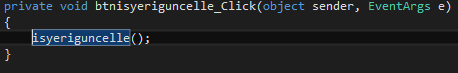 private void btnisyeriguncelle_Click(object sender, EventArgs e)
{
isyeriguncelle();
}